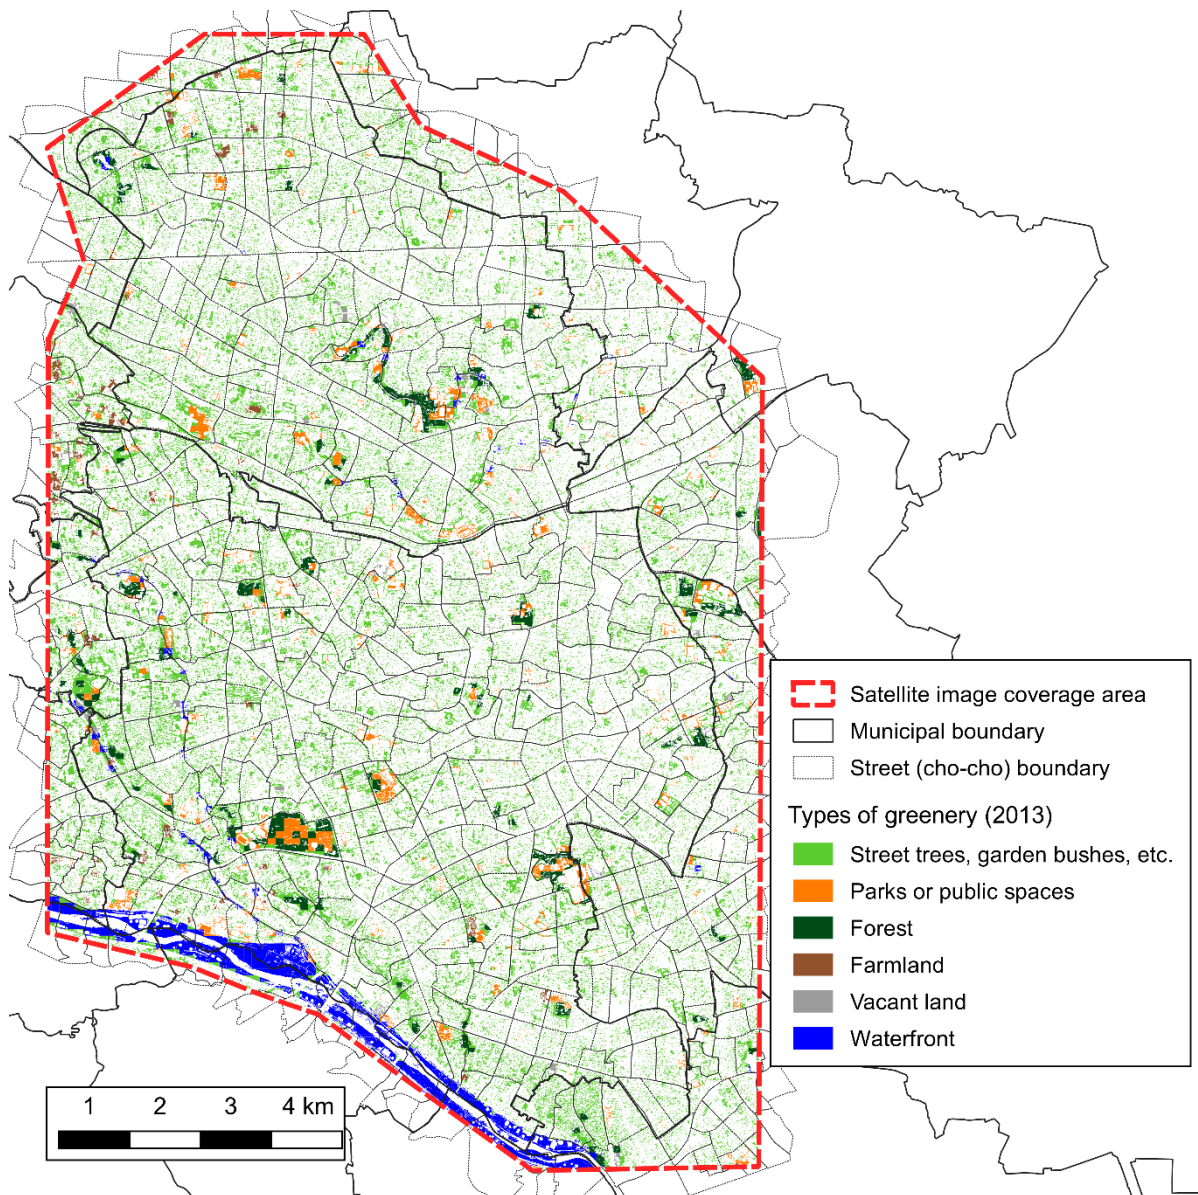 Satellite image coverage area
Municipal boundary
Street (cho-cho) boundary
Types of greenery (2013)
Street trees, garden bushes, etc.
Parks or public spaces
Forest
Farmland
Vacant land
Waterfront
1 2 3 4 km